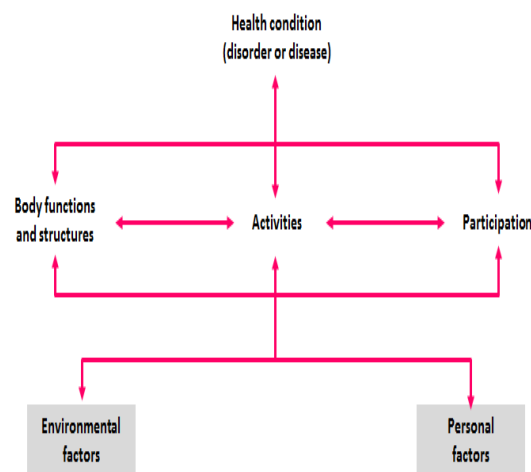 Health condition
(disorder or disease)
Body functions
and structures
Activities
Participation
Environmental
factors
Personal
factors